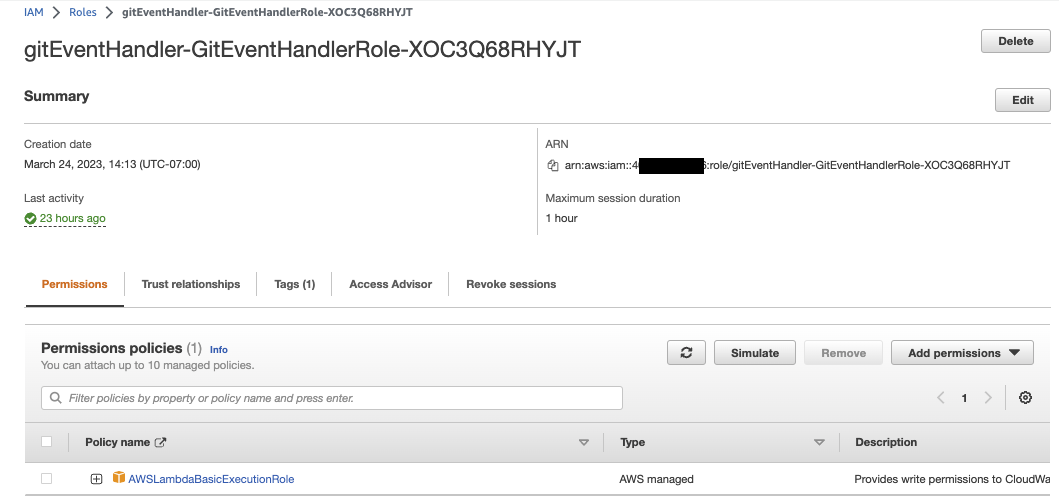 IAM > Roles > gitEventHandler-GitEventHandlerRole-XOC3Q68RHYJT
gitEventHandler-GitEventHandlerRole-XOC3Q68RHYJT
Delete
Summary
Edit
Creation date
March 24, 2023, 14:13 (UTC-07:00)
ARN
arn:aws:iam::4 :role/gitEventHandler-GitEventHandlerRole-XOC3Q68RHYJT
Last activity
23 hours ago
Maximum session duration
1 hour
Permissions Trust relationships Tags (1) Access Advisor Revoke sessions
Permissions policies (1) Info
You can attach up to 10 managed policies.
Simulate Remove Add permissions
Filter policies by property or policy name and press enter.
1
Policy name Type Description
AWSLambdaBasicExecutionRole AWS managed Provides write permissions to CloudWa